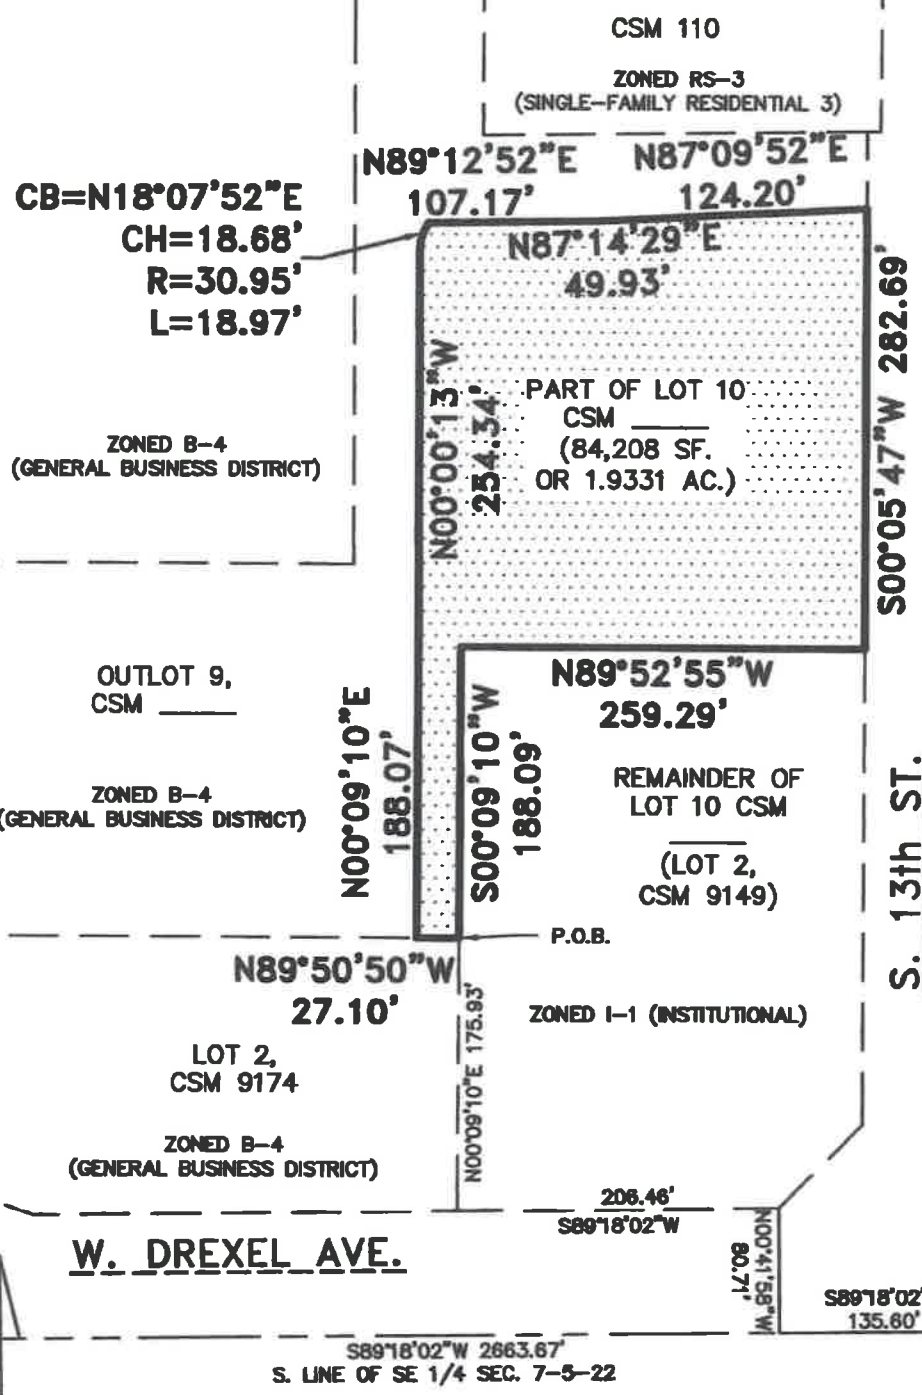 CSM 110
ZONED RS-3
(SINGLE-FAMILY RESIDENTIAL 3)
N89°12'52"E
107.17'
N87°09'52"E
124.20'
CB=N18°07'52"E
CH=18.68'
R=30.95'
L=18.97'
N87°14'29"E
49.93'
S00°05'47"W 282.69'
N00°00'13"W
254.34'
PART OF LOT 10
CSM _____
(84,208 SF.
OR 1.9331 AC.)
ZONED B-4
(GENERAL BUSINESS DISTRICT)
OUTLOT 9,
CSM _____
ZONED B-4
(GENERAL BUSINESS DISTRICT)
N00°09'10"E
188.07'
S00°09'10"W
188.09'
N89°52'55"W
259.29'
REMAINDER OF
LOT 10 CSM
_____
(LOT 2,
CSM 9149)
S. 13th ST.
P.O.B.
N89°50'50"W
27.10'
ZONED I-1 (INSTITUTIONAL)
N00°09'10"E 175.93'
LOT 2,
CSM 9174
ZONED B-4
(GENERAL BUSINESS DISTRICT)
206.46'
S89°18'02"W
W. DREXEL AVE.
N00°41'58"W
80.71'
S89°18'02"
135.60'
S89°18'02"W 2663.67'
S. LINE OF SE 1/4 SEC. 7-5-22